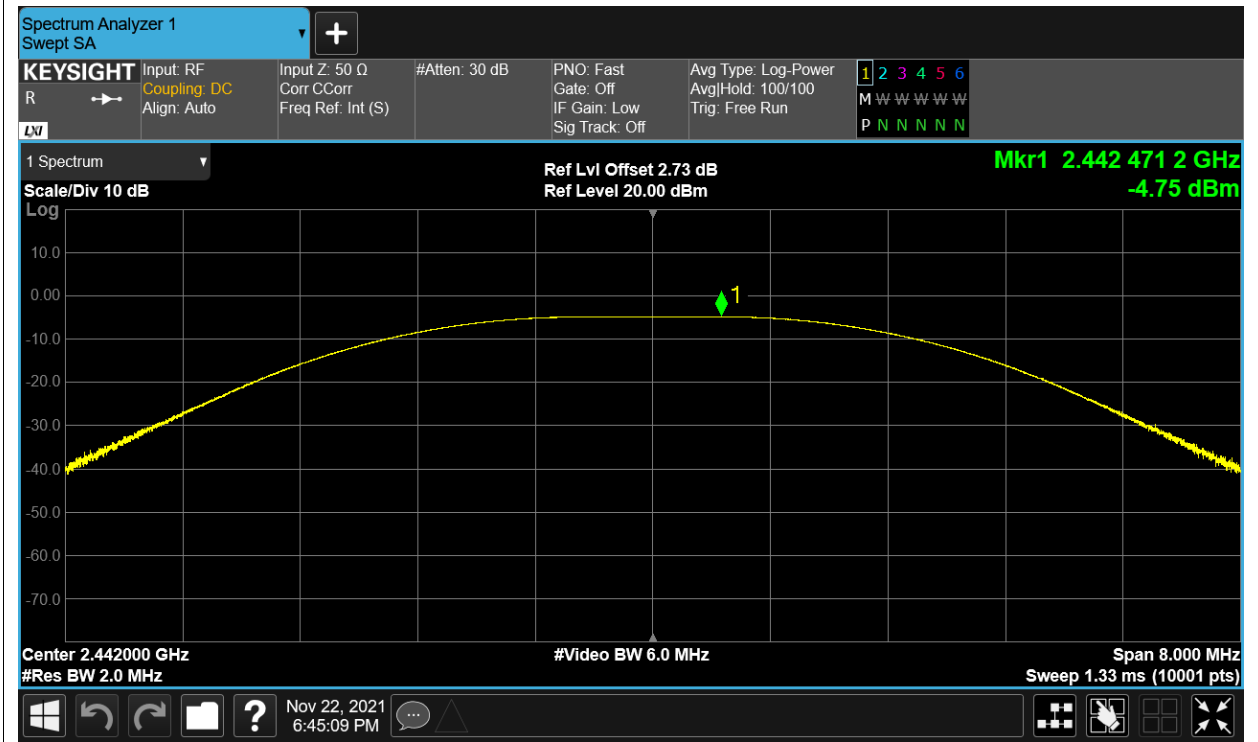 Spectrum Analyzer 1
Swept SA
KEYSIGHT
R
LXI
Input: RF
Coupling: DC
Align: Auto
Input Z: 50 Ω
Corr CCorr
Freq Ref: Int (S)
#Atten: 30 dB
PNO: Fast
Gate: Off
IF Gain: Low
Sig Track: Off
Avg Type: Log-Power
Avg|Hold: 100/100
Trig: Free Run
1 2 3 4 5 6
M W W W W W
P N N N N N
1 Spectrum
Scale/Div 10 dB
Log
Ref Lvl Offset 2.73 dB
Ref Level 20.00 dBm
Mkr1 2.442 471 2 GHz
-4.75 dBm
10.0
0.00
-10.0
-20.0
-30.0
-40.0
-50.0
-60.0
-70.0
1
Center 2.442000 GHz
#Res BW 2.0 MHz
#Video BW 6.0 MHz
Span 8.000 MHz
Sweep 1.33 ms (10001 pts)
?
Nov 22, 2021
6:45:09 PM